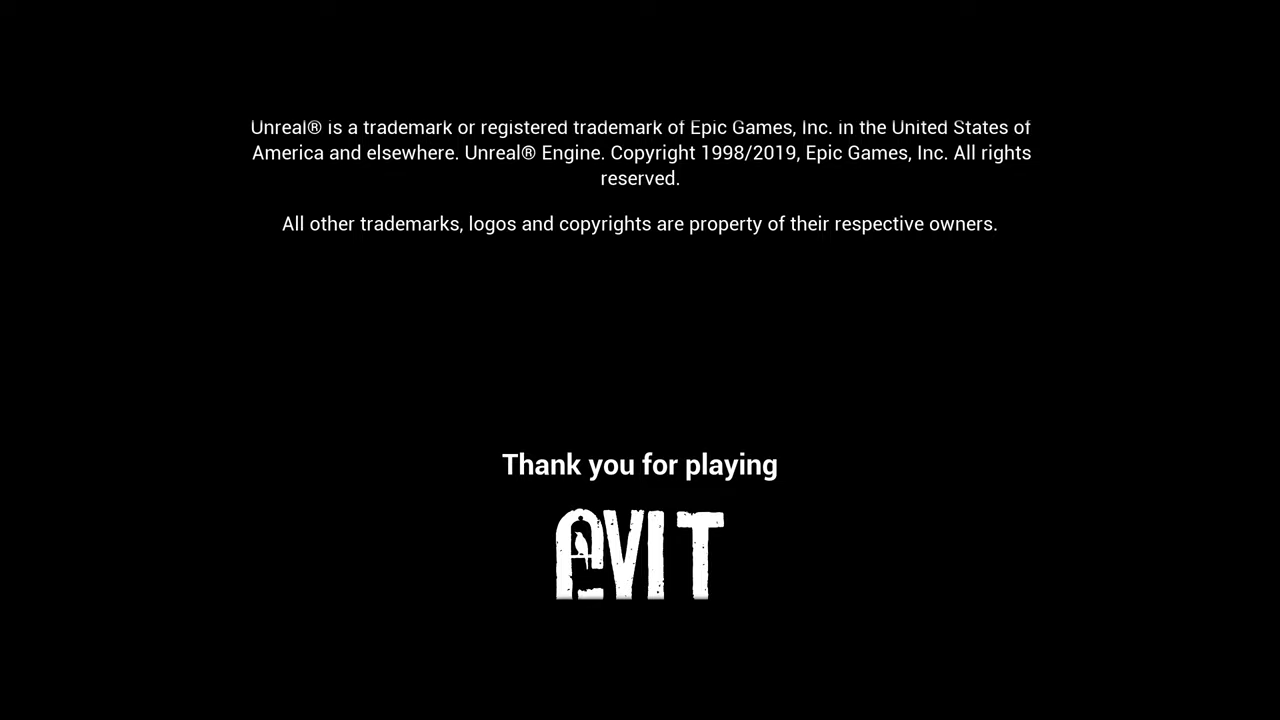 Unreal® is a trademark or registered trademark of Epic Games, Inc. in the United States of
America and elsewhere. Unreal® Engine. Copyright 1998/2019, Epic Games, Inc. All rights
reserved.
All other trademarks, logos and copyrights are property of their respective owners.
Thank you for playing